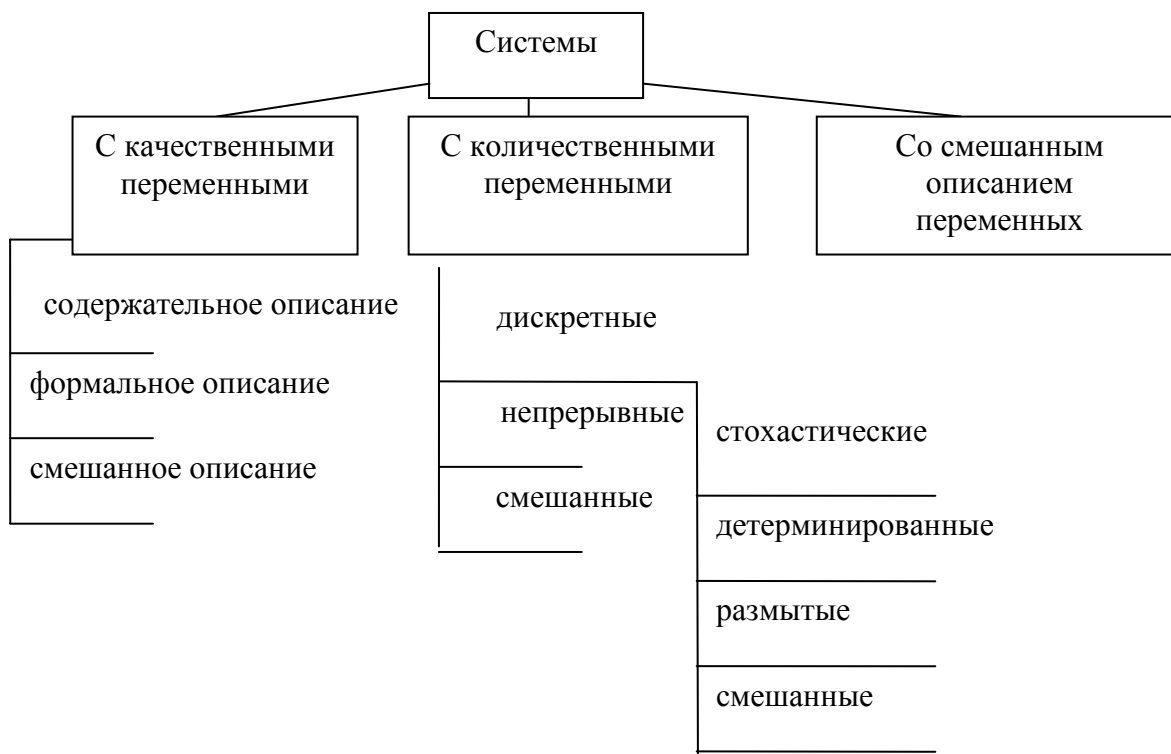 Системы
С качественными
переменными
С количественными
переменными
Со смешанным
описанием
переменных
содержательное описание
формальное описание
смешанное описание
дискретные
непрерывные
смешанные
стохастические
детерминированные
размытые
смешанные